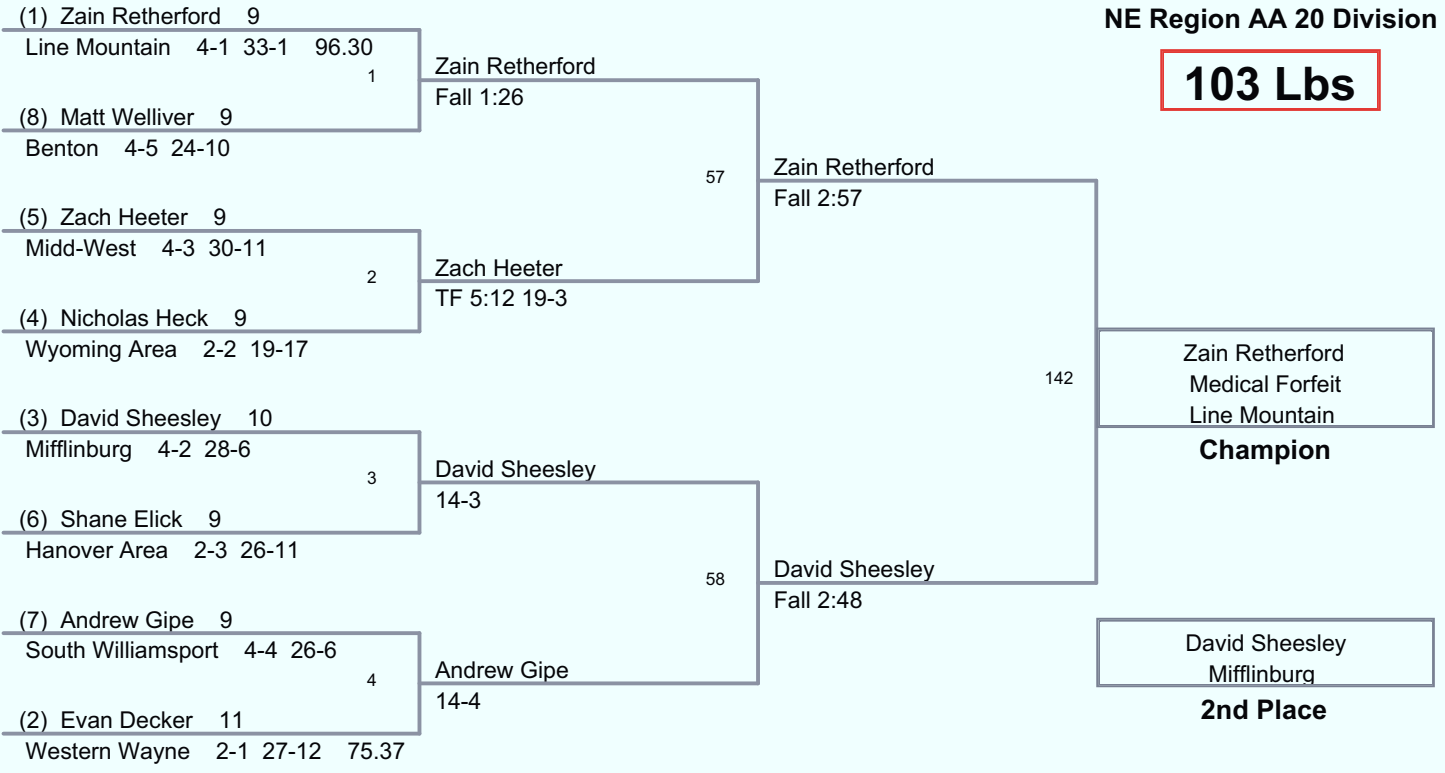 NE Region AA 20 Division
103 Lbs
(1) Zain Retherford 9
Line Mountain 4-1 33-1 96.30
1
Zain Retherford
Fall 1:26
(8) Matt Welliver 9
Benton 4-5 24-10
57
Zain Retherford
Fall 2:57
(5) Zach Heeter 9
Midd-West 4-3 30-11
2
Zach Heeter
TF 5:12 19-3
(4) Nicholas Heck 9
Wyoming Area 2-2 19-17
142
Zain Retherford
Medical Forfeit
Line Mountain
Champion
(3) David Sheesley 10
Mifflinburg 4-2 28-6
3
David Sheesley
14-3
(6) Shane Elick 9
Hanover Area 2-3 26-11
58
David Sheesley
Fall 2:48
(7) Andrew Gipe 9
South Williamsport 4-4 26-6
4
Andrew Gipe
14-4
(2) Evan Decker 11
Western Wayne 2-1 27-12 75.37
David Sheesley
Mifflinburg
2nd Place